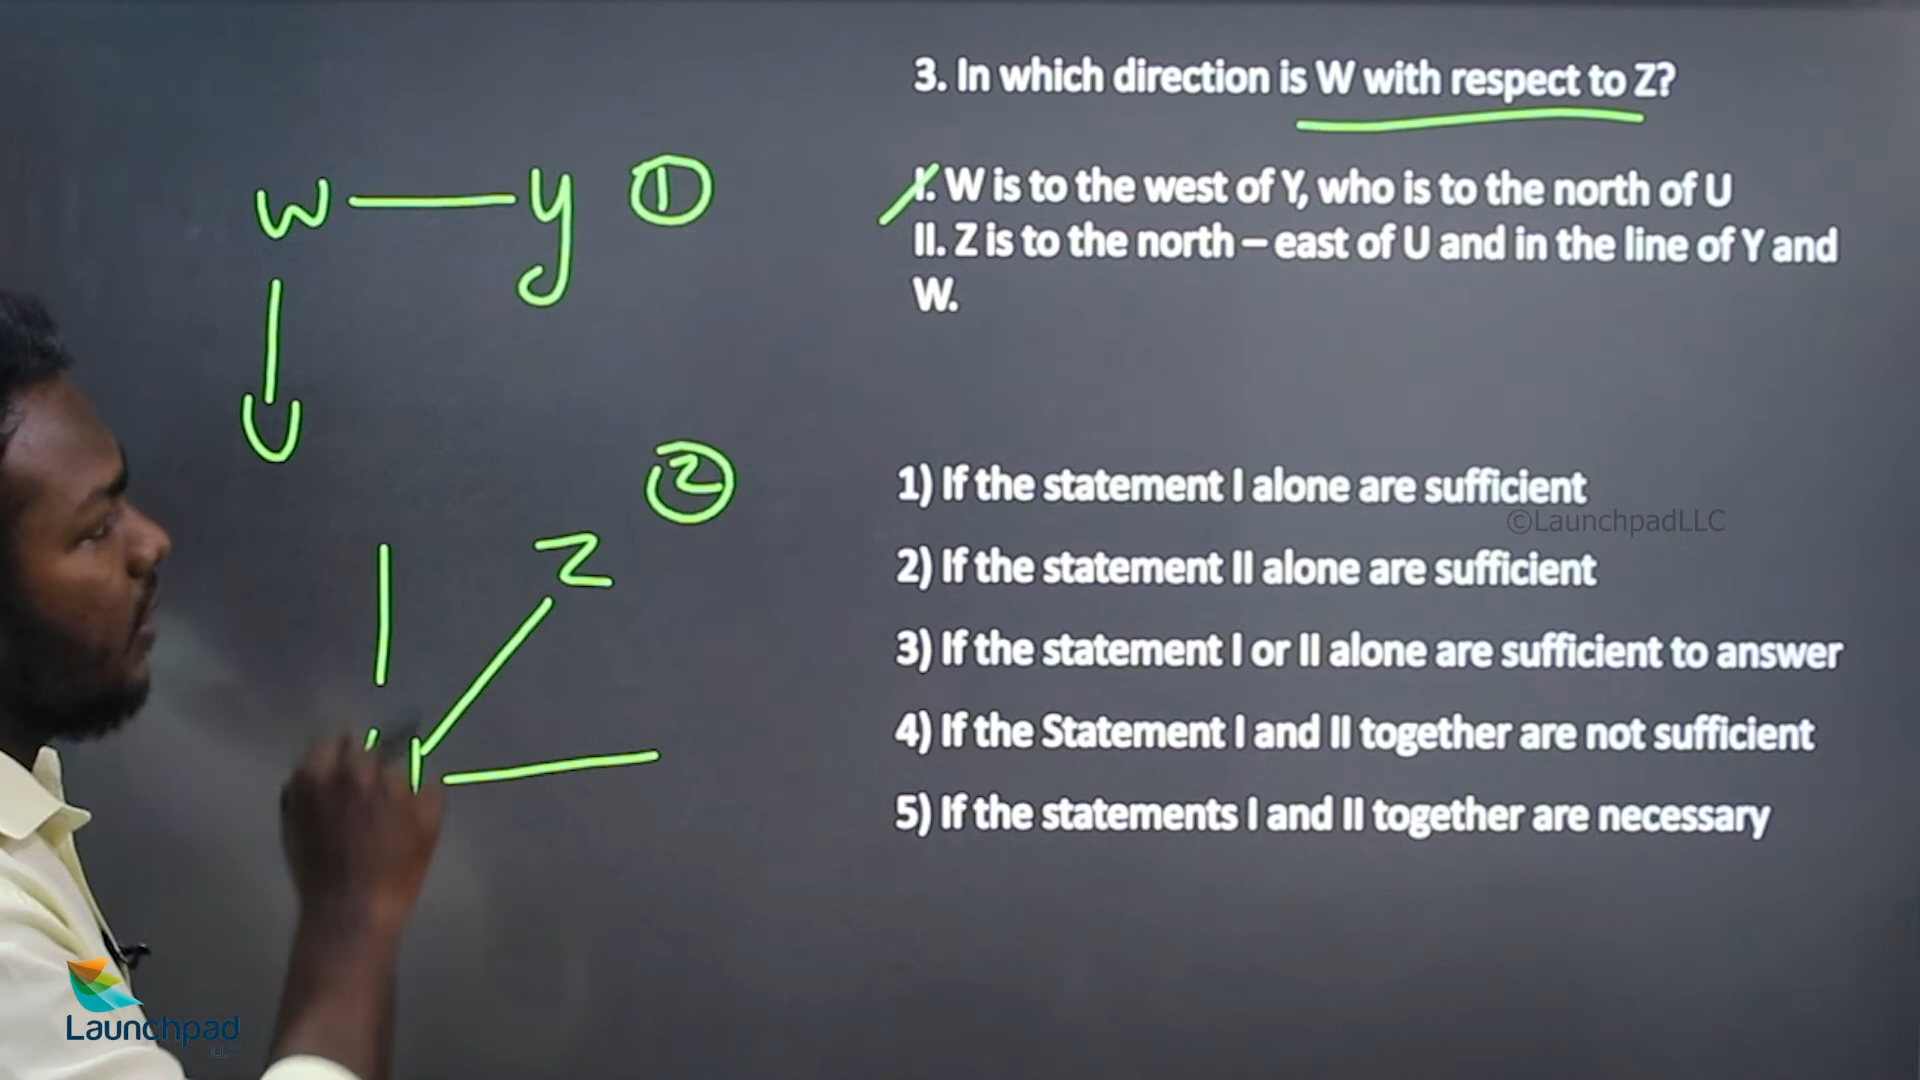 3. In which direction is W with respect to Z?
I. W is to the west of Y, who is to the north of U
II. Z is to the north – east of U and in the line of Y and
W.
W Y 1
U
2
Z
1) If the statement I alone are sufficient
©LaunchpadLLC
2) If the statement II alone are sufficient
3) If the statement I or II alone are sufficient to answer
4) If the Statement I and II together are not sufficient
5) If the statements I and II together are necessary
Launchpad
LLC